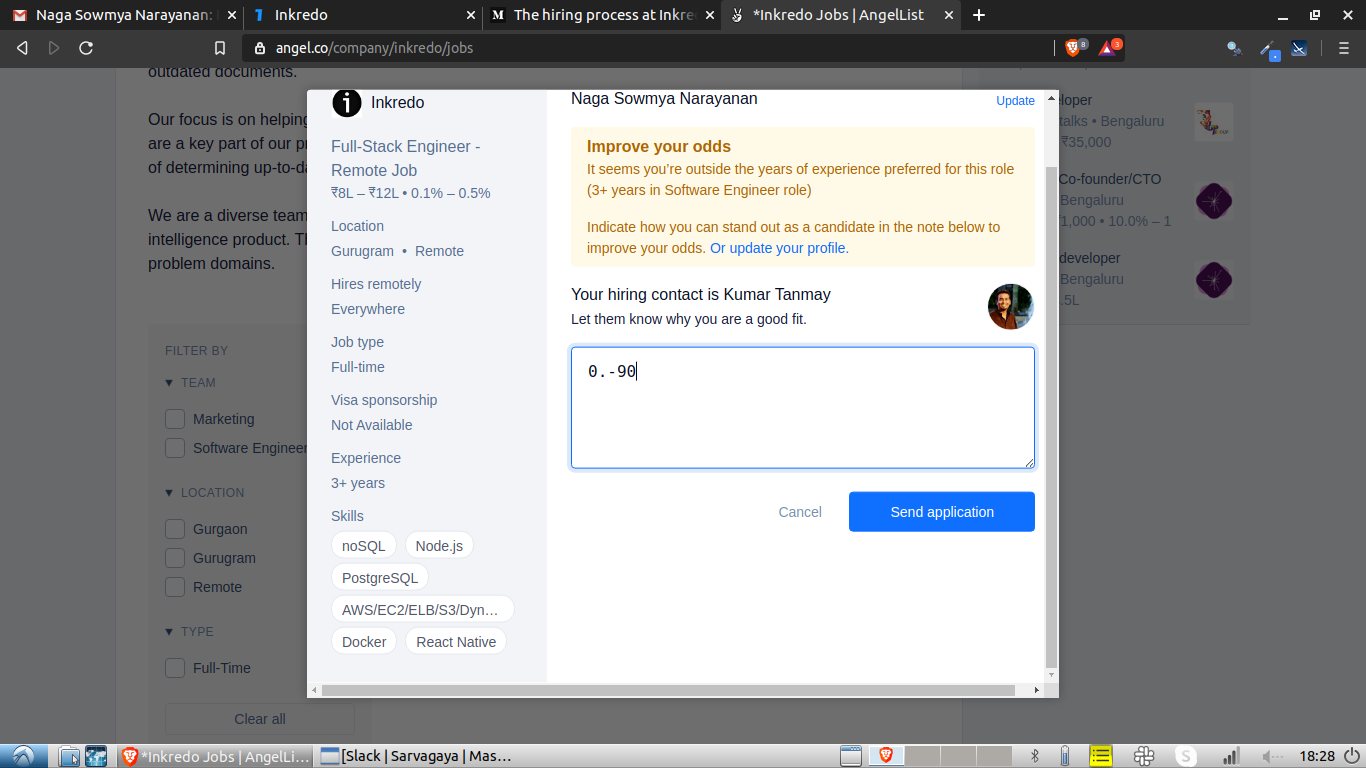 Naga Sowmya Narayanan:
Inkredo
The hiring process at Inkre
*Inkredo Jobs | AngelList
angel.co/company/inkredo/jobs
8
3
outdated documents.
Our focus is on helping
are a key part of our pr
of determining up-to-da
We are a diverse team
intelligence product. Th
problem domains.
FILTER BY
TEAM
Marketing
Software Engineer
LOCATION
Gurgaon
Gurugram
Remote
TYPE
Full-Time
Clear all
Inkredo
Full-Stack Engineer -
Remote Job
₹8L – ₹12L • 0.1% – 0.5%
Location
Gurugram • Remote
Hires remotely
Everywhere
Job type
Full-time
Visa sponsorship
Not Available
Experience
3+ years
Skills
noSQL Node.js
PostgreSQL
AWS/EC2/ELB/S3/Dyn…
Docker React Native
Naga Sowmya Narayanan
Update
Improve your odds
It seems you're outside the years of experience preferred for this role
(3+ years in Software Engineer role)
Indicate how you can stand out as a candidate in the note below to
improve your odds. Or update your profile.
Your hiring contact is Kumar Tanmay
Let them know why you are a good fit.
0.-90
Cancel
Send application
loper
talks • Bengaluru
₹35,000
Co-founder/CTO
Bengaluru
1,000 • 10.0% – 1
developer
Bengaluru
.5L
*Inkredo Jobs | AngelLi…
[Slack | Sarvagaya | Mas…
18:28